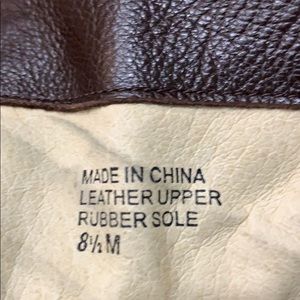 MADE IN CHINA
LEATHER UPPER
RUBBER SOLE
8½ M